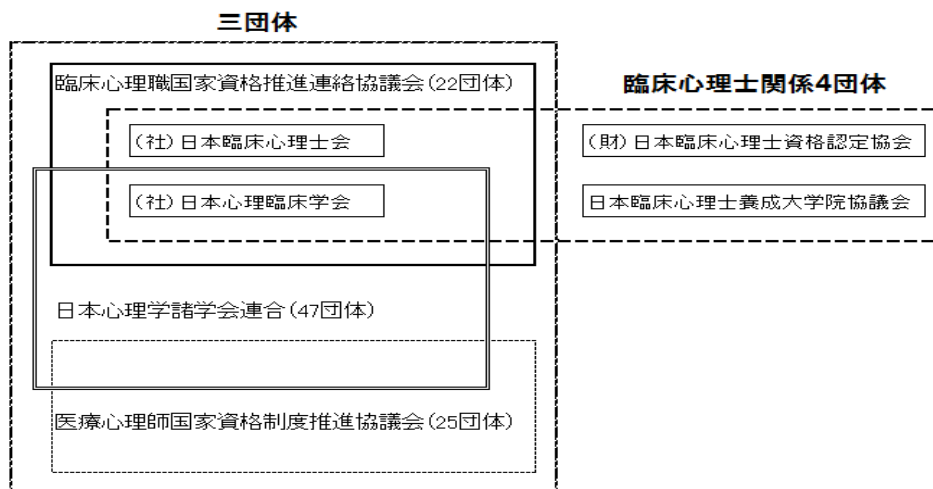 三団体
臨床心理職国家資格推進連絡協議会(22団体)
臨床心理士関係4団体
(社)日本臨床心理士会
(財)日本臨床心理士資格認定協会
(社)日本心理臨床学会
日本臨床心理士養成大学院協議会
日本心理学諸学会連合(47団体)
医療心理師国家資格制度推進協議会(25団体)